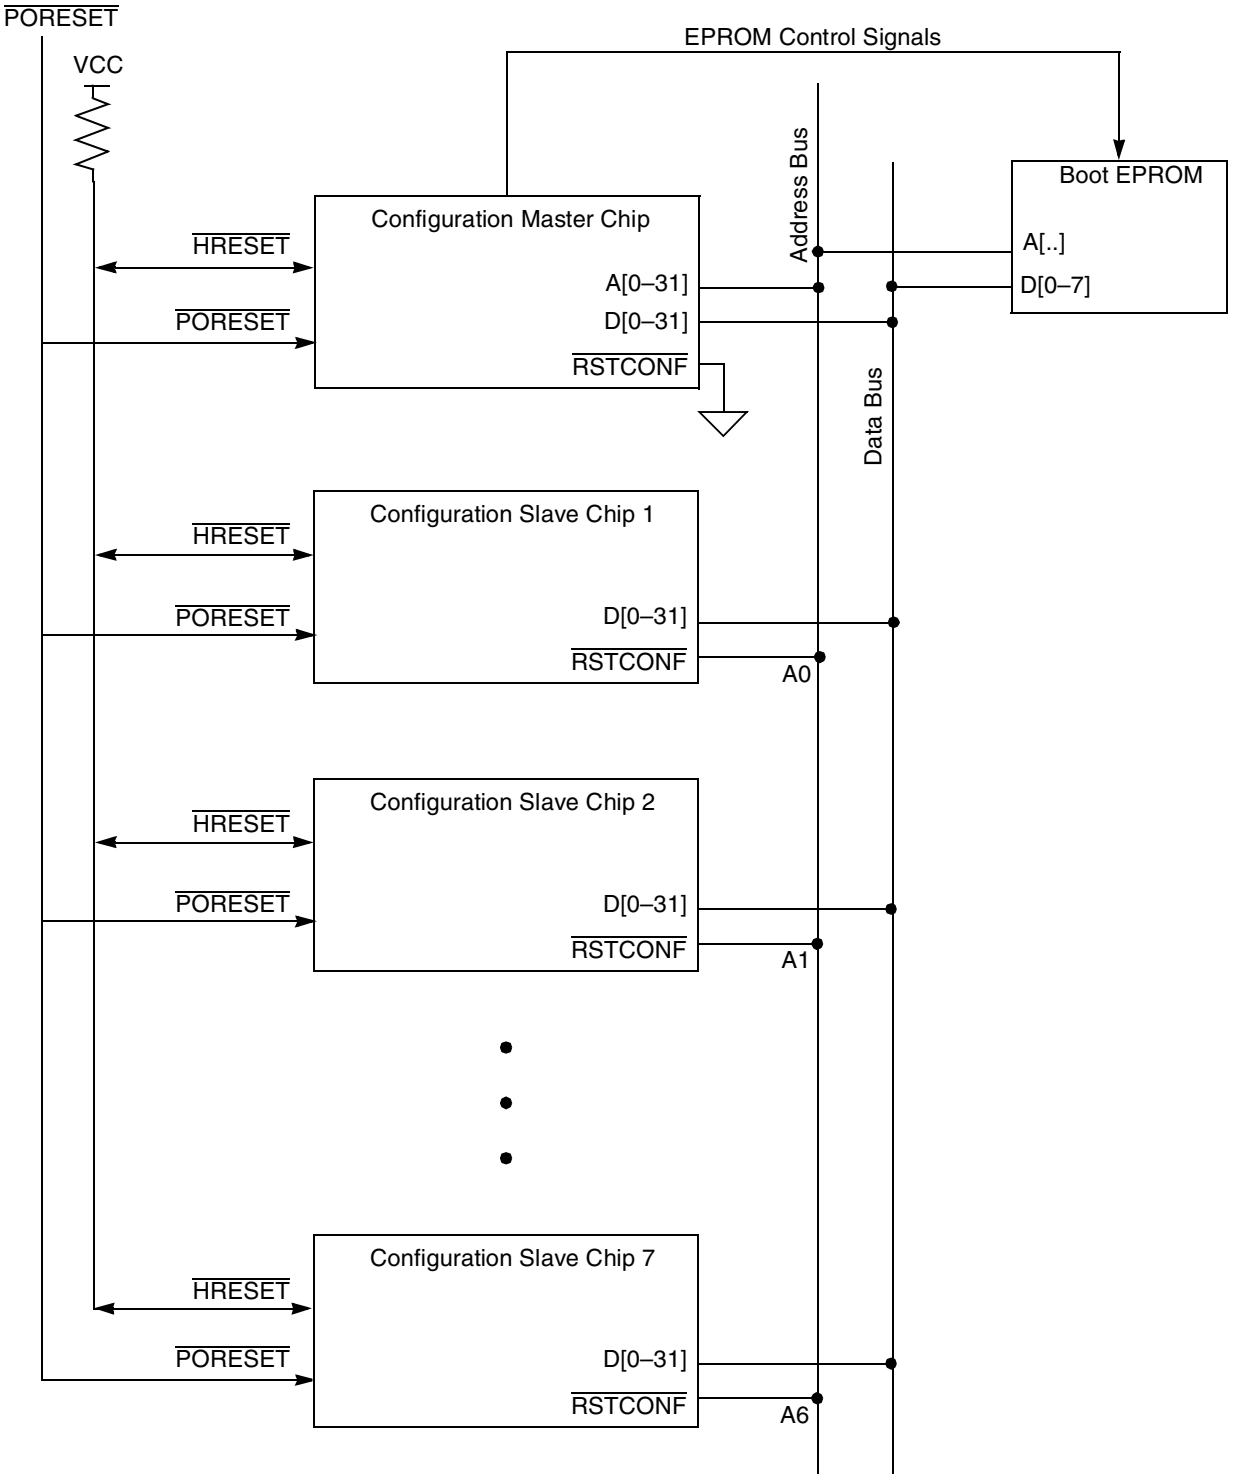 PORESET
EPROM Control Signals
VCC
Address Bus
Boot EPROM
Configuration Master Chip
HRESET
A[..]
A[0–31]
D[0–7]
PORESET
D[0–31]
RSTCONF
Data Bus
Configuration Slave Chip 1
HRESET
PORESET
D[0–31]
RSTCONF
A0
Configuration Slave Chip 2
HRESET
PORESET
D[0–31]
RSTCONF
A1
Configuration Slave Chip 7
HRESET
PORESET
D[0–31]
RSTCONF
A6